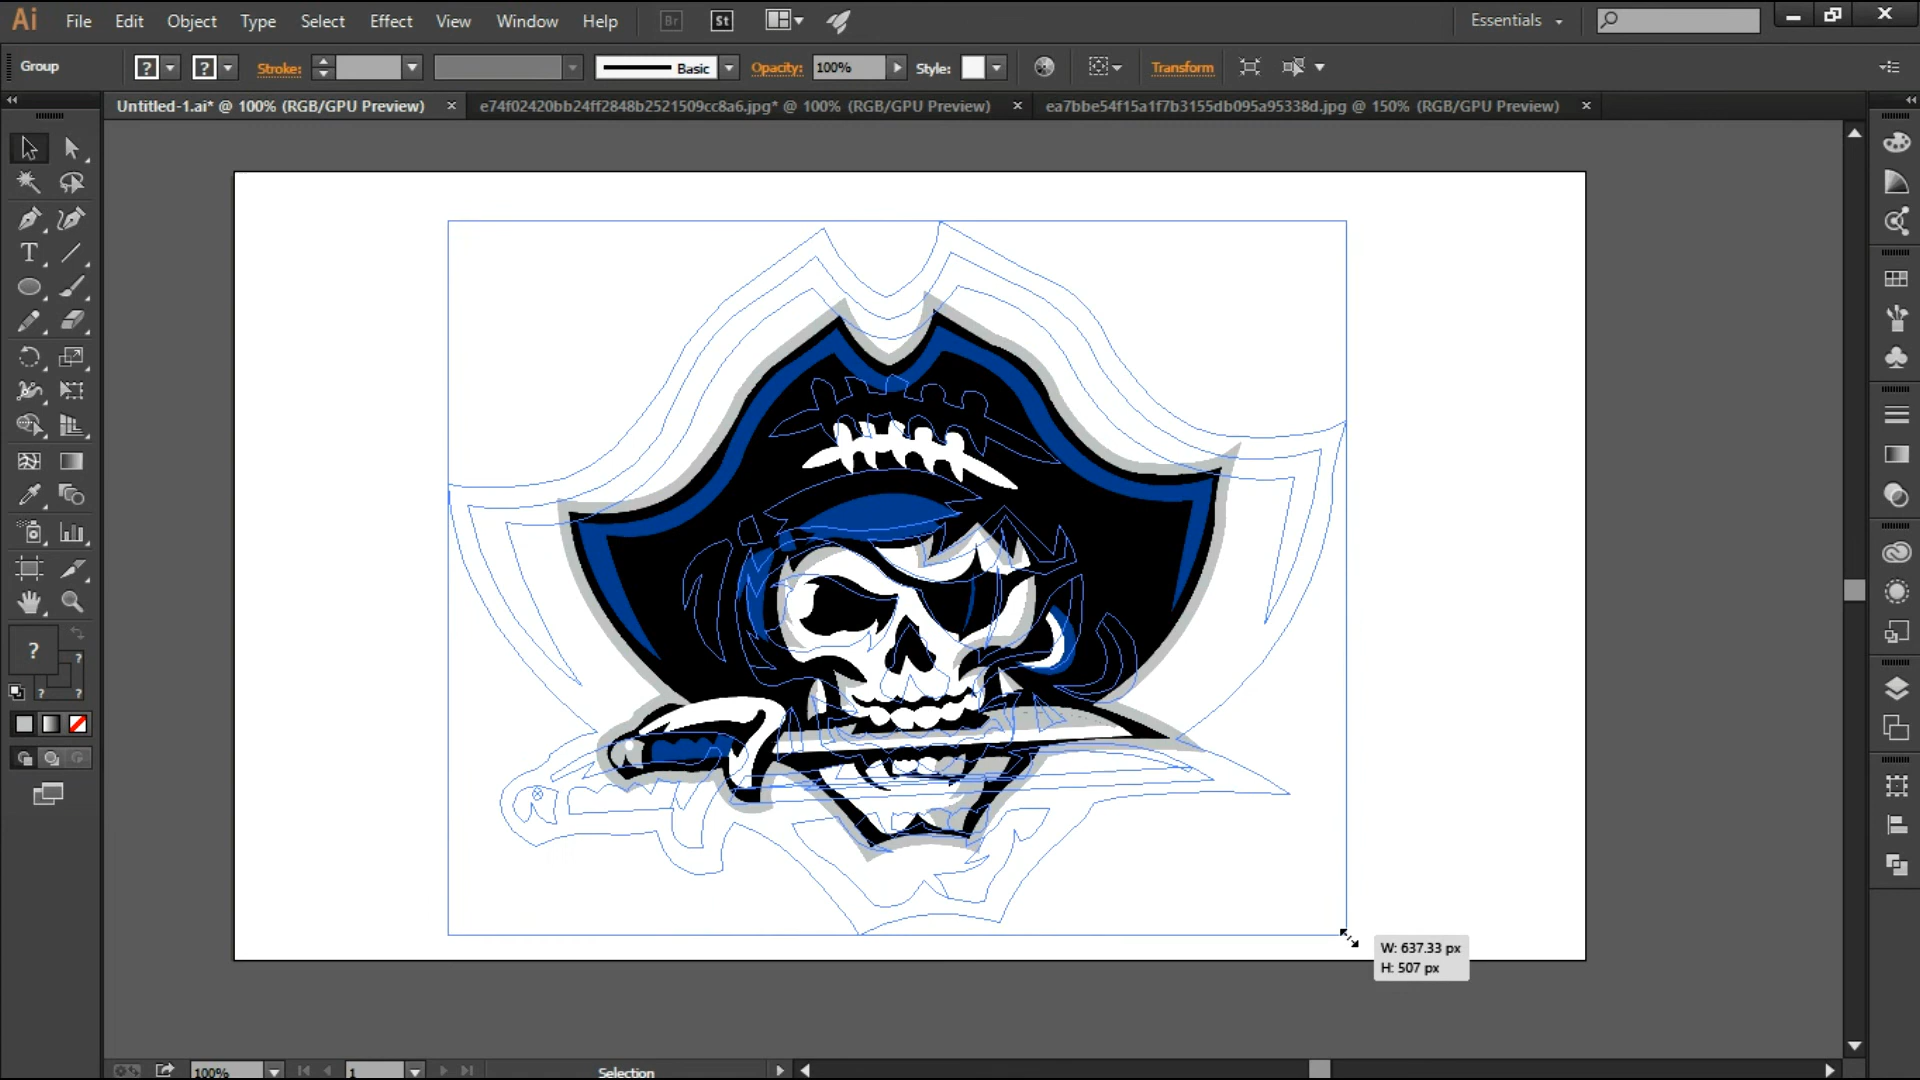 Ai File Edit Object Type Select Effect View Window Help Br St Essentials
Group ? ? Stroke: Basic Opacity: 100% Style: Transform
Untitled-1.ai* @ 100% (RGB/GPU Preview) × e74f02420bb24ff2848b2521509cc8a6.jpg* @ 100% (RGB/GPU Preview) × ea7bbe54f15a1f7b3155db095a95338d.jpg @ 150% (RGB/GPU Preview) ×
T
?
?
? ?
W: 637.33 px
H: 507 px
100% 1 Selection